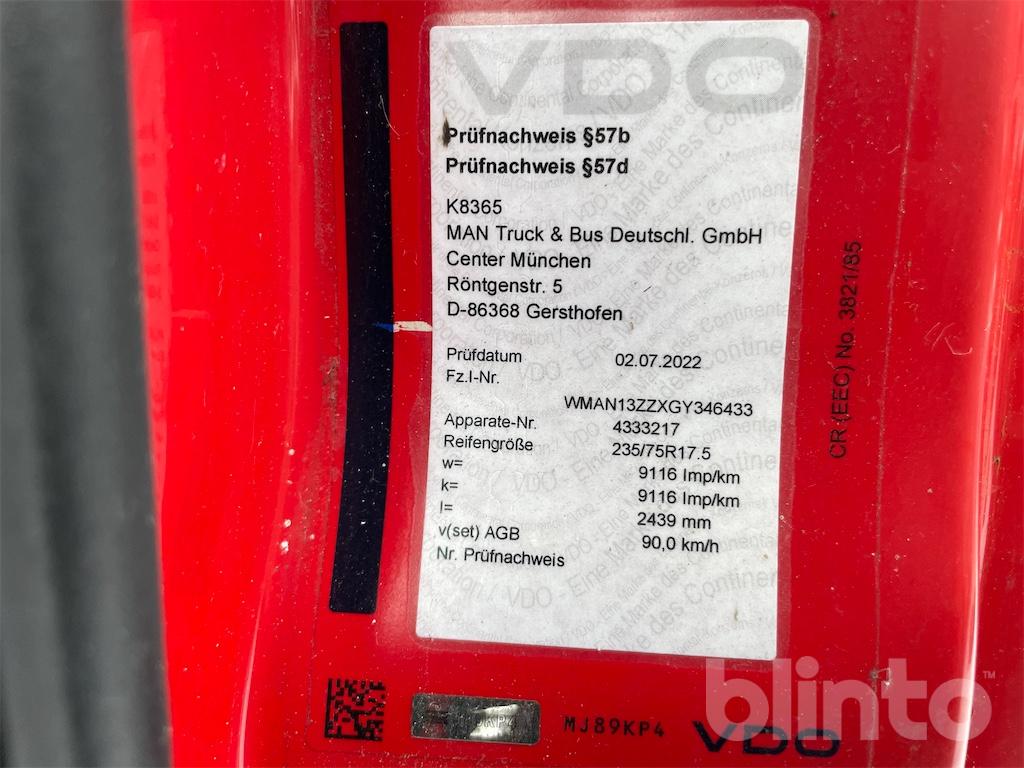 VDO
Prüfnachweis §57b
Prüfnachweis §57d
K8365
MAN Truck & Bus Deutschl. GmbH
Center München
Röntgenstr. 5
D-86368 Gersthofen
Prüfdatum 02.07.2022
Fz.I-Nr.
WMAN13ZZXGY346433
Apparate-Nr. 4333217
Reifengröße 235/75R17.5
w= 9116 Imp/km
k= 9116 Imp/km
l= 2439 mm
v(set) AGB 90,0 km/h
Nr. Prüfnachweis
CR (EEC) No. 3821/85
MJ89KP4
VDO
blinto™